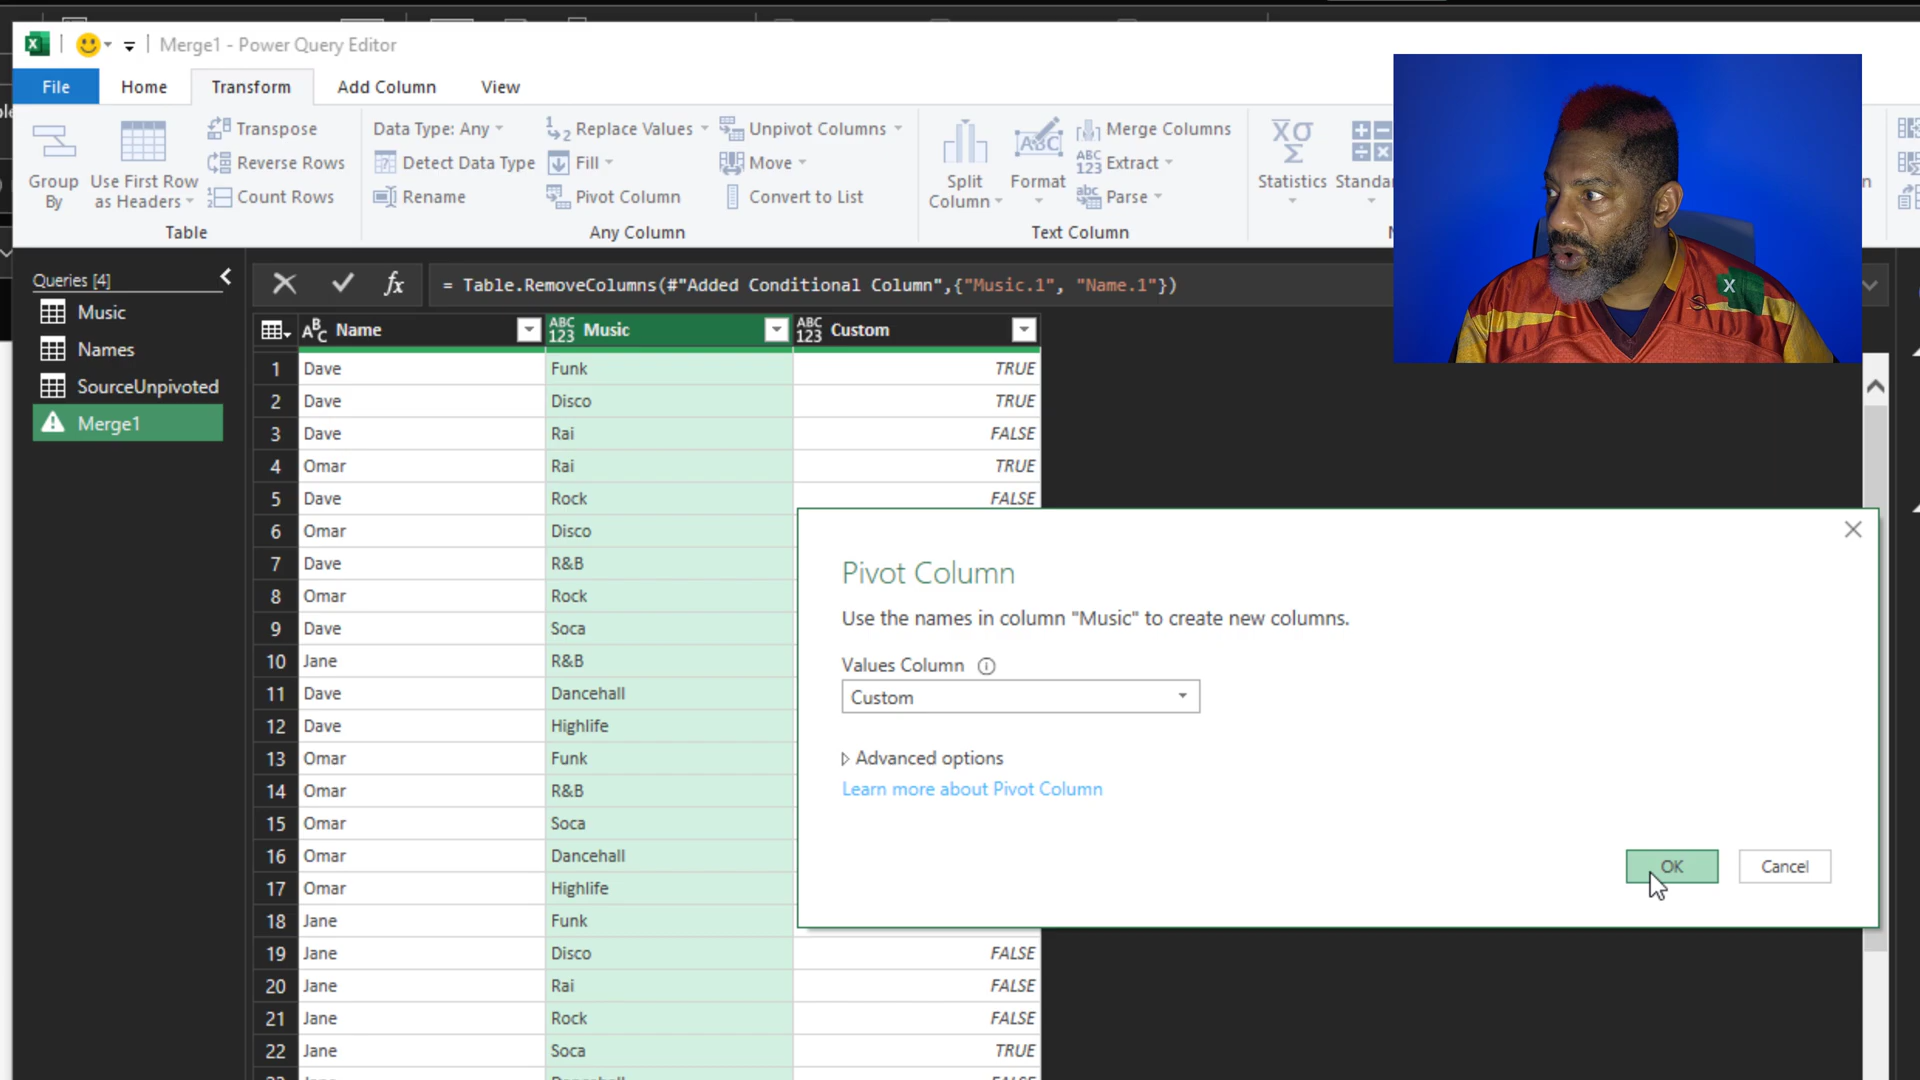 Merge1 - Power Query Editor
File Home Transform Add Column View
Group By
Use First Row as Headers
Transpose
Reverse Rows
Count Rows
Table
Data Type: Any
Detect Data Type
Rename
Replace Values
Fill
Pivot Column
Unpivot Columns
Move
Convert to List
Any Column
Split Column
Format
Merge Columns
Extract
Parse
Text Column
Statistics
Queries [4]
Music
Names
SourceUnpivoted
Merge1
fx = Table.RemoveColumns(#"Added Conditional Column",{"Music.1", "Name.1"})
ABC Name ABC 123 Music ABC 123 Custom
1 Dave Funk TRUE
2 Dave Disco TRUE
3 Dave Rai FALSE
4 Omar Rai TRUE
5 Dave Rock FALSE
6 Omar Disco
7 Dave R&B
8 Omar Rock
9 Dave Soca
10 Jane R&B
11 Dave Dancehall
12 Dave Highlife
13 Omar Funk
14 Omar R&B
15 Omar Soca
16 Omar Dancehall
17 Omar Highlife
18 Jane Funk
19 Jane Disco FALSE
20 Jane Rai FALSE
21 Jane Rock FALSE
22 Jane Soca TRUE
Pivot Column
Use the names in column "Music" to create new columns.
Values Column
Custom
Advanced options
Learn more about Pivot Column
OK Cancel
X